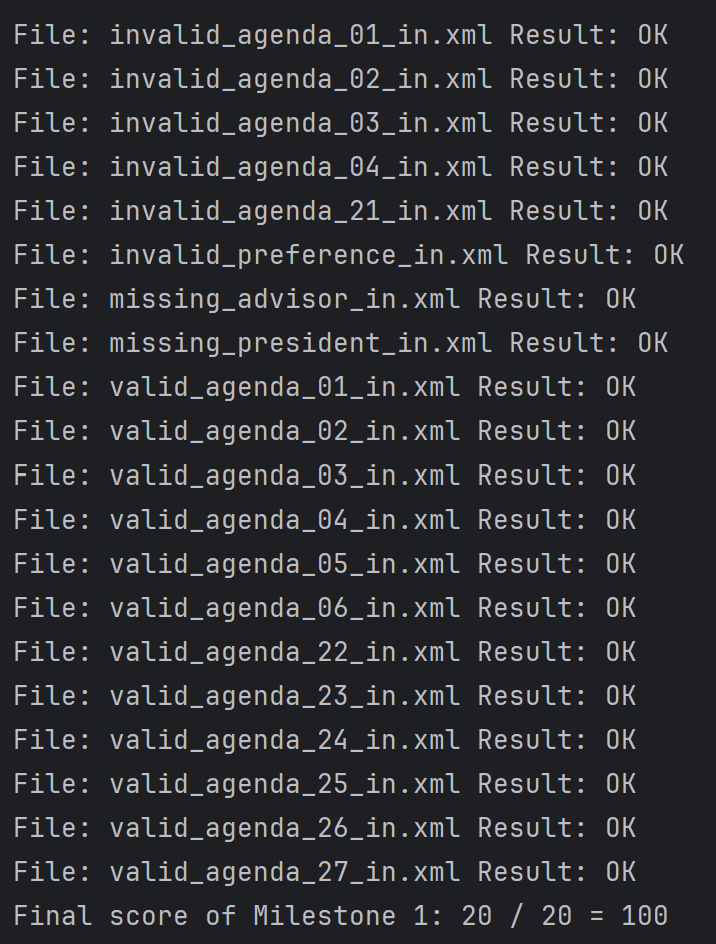 File: invalid_agenda_01_in.xml Result: OK
File: invalid_agenda_02_in.xml Result: OK
File: invalid_agenda_03_in.xml Result: OK
File: invalid_agenda_04_in.xml Result: OK
File: invalid_agenda_21_in.xml Result: OK
File: invalid_preference_in.xml Result: OK
File: missing_advisor_in.xml Result: OK
File: missing_president_in.xml Result: OK
File: valid_agenda_01_in.xml Result: OK
File: valid_agenda_02_in.xml Result: OK
File: valid_agenda_03_in.xml Result: OK
File: valid_agenda_04_in.xml Result: OK
File: valid_agenda_05_in.xml Result: OK
File: valid_agenda_06_in.xml Result: OK
File: valid_agenda_22_in.xml Result: OK
File: valid_agenda_23_in.xml Result: OK
File: valid_agenda_24_in.xml Result: OK
File: valid_agenda_25_in.xml Result: OK
File: valid_agenda_26_in.xml Result: OK
File: valid_agenda_27_in.xml Result: OK
Final score of Milestone 1: 20 / 20 = 100